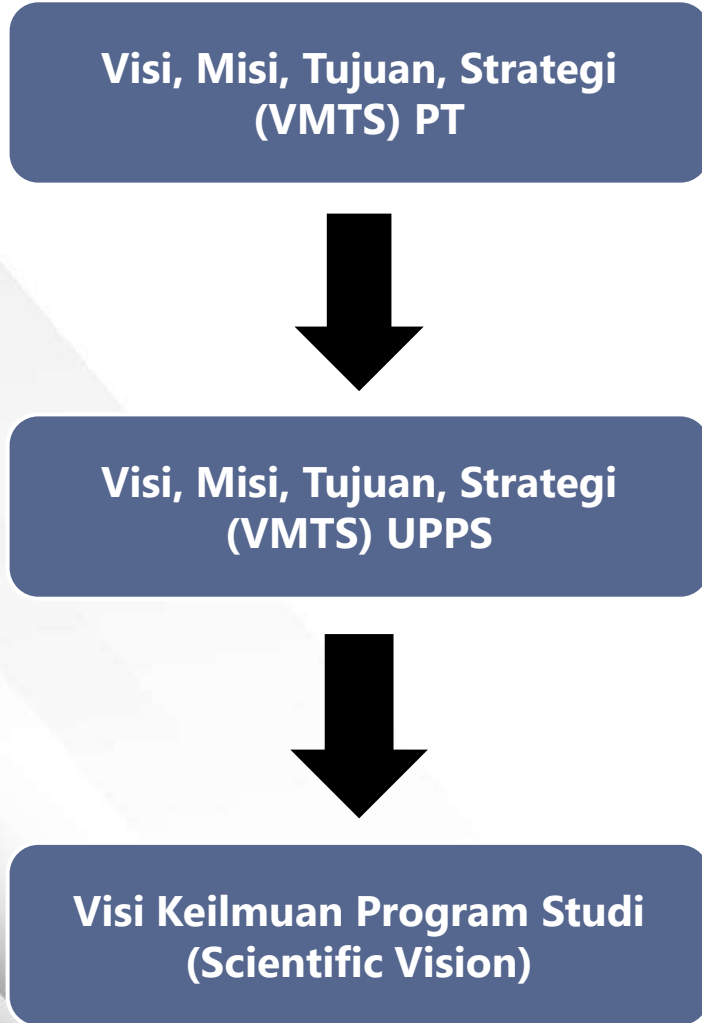 Visi, Misi, Tujuan, Strategi
(VMTS) PT
Visi, Misi, Tujuan, Strategi
(VMTS) UPPS
Visi Keilmuan Program Studi
(Scientific Vision)